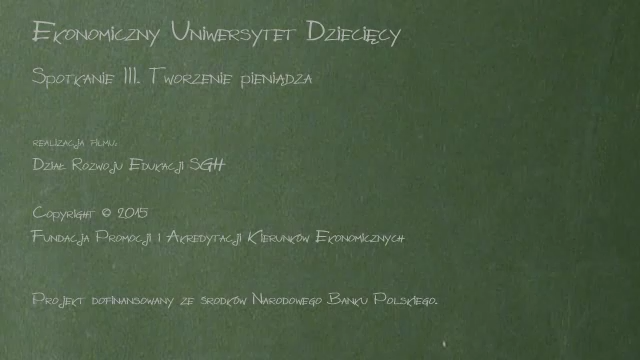 Ekonomiczny Uniwersytet Dziecięcy
Spotkanie III. Tworzenie pieniądza
realizacja filmu:
Dział Rozwoju Edukacji SGH
Copyright © 2015
Fundacja Promocji i Akredytacji Kierunków Ekonomicznych
Projekt dofinansowany ze środków Narodowego Banku Polskiego.